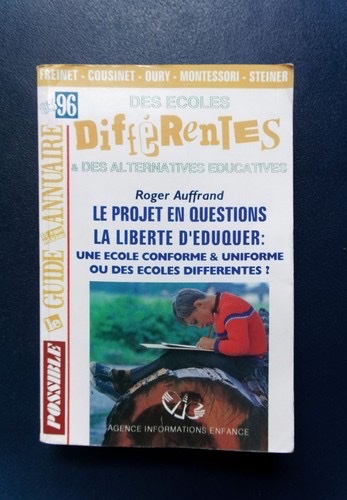 FREINET - COUSINET - OURY - MONTESSORI - STEINER
96
DES ECOLES
DifféRENTES
& DES ALTERNATIVES EDUCATIVES
LE GUIDE ANNUAIRE
POSSIBLE
Roger Auffrand
LE PROJET EN QUESTIONS
LA LIBERTE D'EDUQUER:
UNE ECOLE CONFORME & UNIFORME
OU DES ECOLES DIFFERENTES ?
AGENCE INFORMATIONS ENFANCE